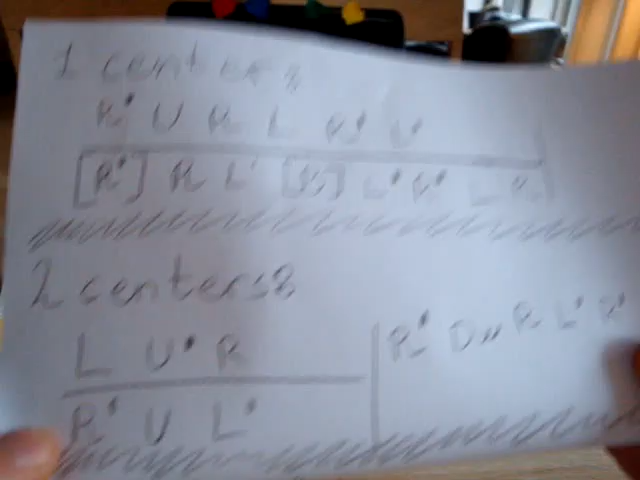 1 centers
R' U R L R' U'
[R'] R L' [R] L' R' L R
2 centers:
L U' R
R' U L'
R' D" R L' R'